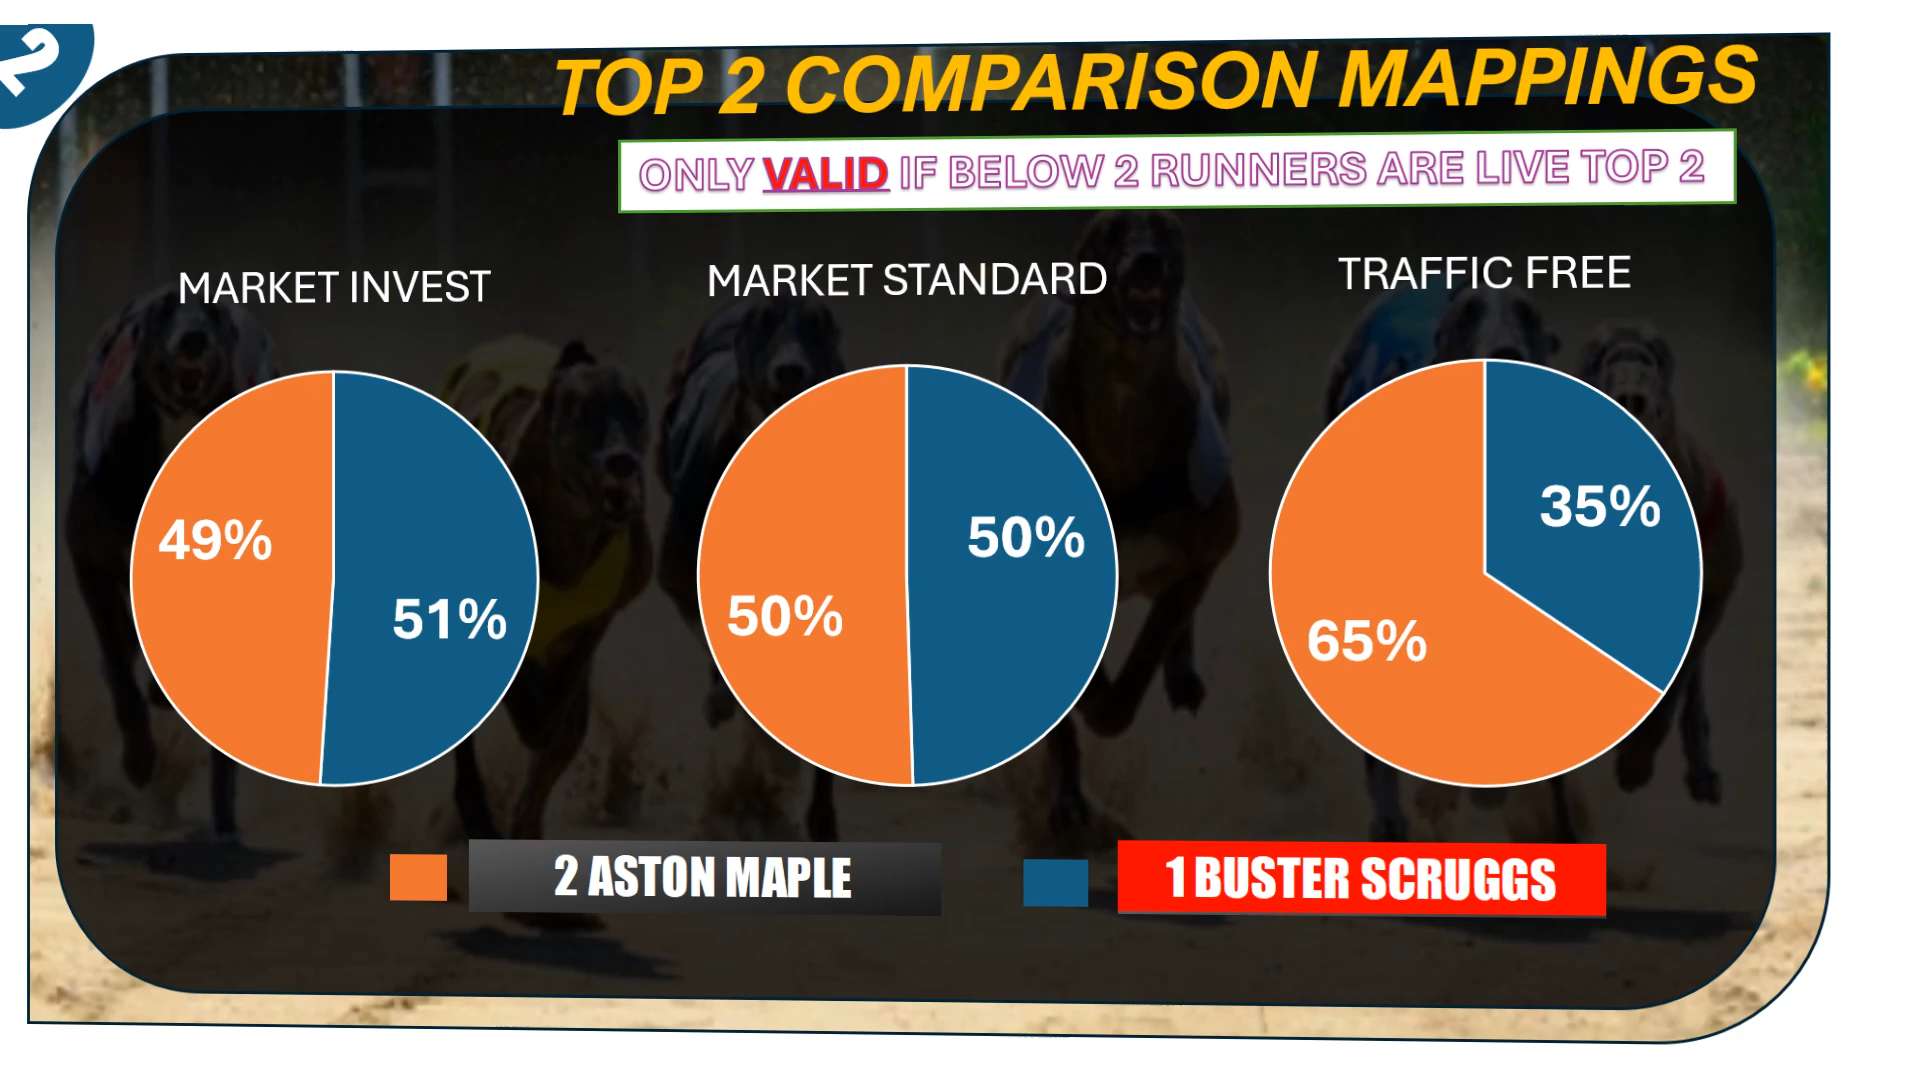 2
TOP 2 COMPARISON MAPPINGS
ONLY VALID IF BELOW 2 RUNNERS ARE LIVE TOP 2
MARKET INVEST
MARKET STANDARD
TRAFFIC FREE
49%
51%
50%
50%
35%
65%
2 ASTON MAPLE
1 BUSTER SCRUGGS